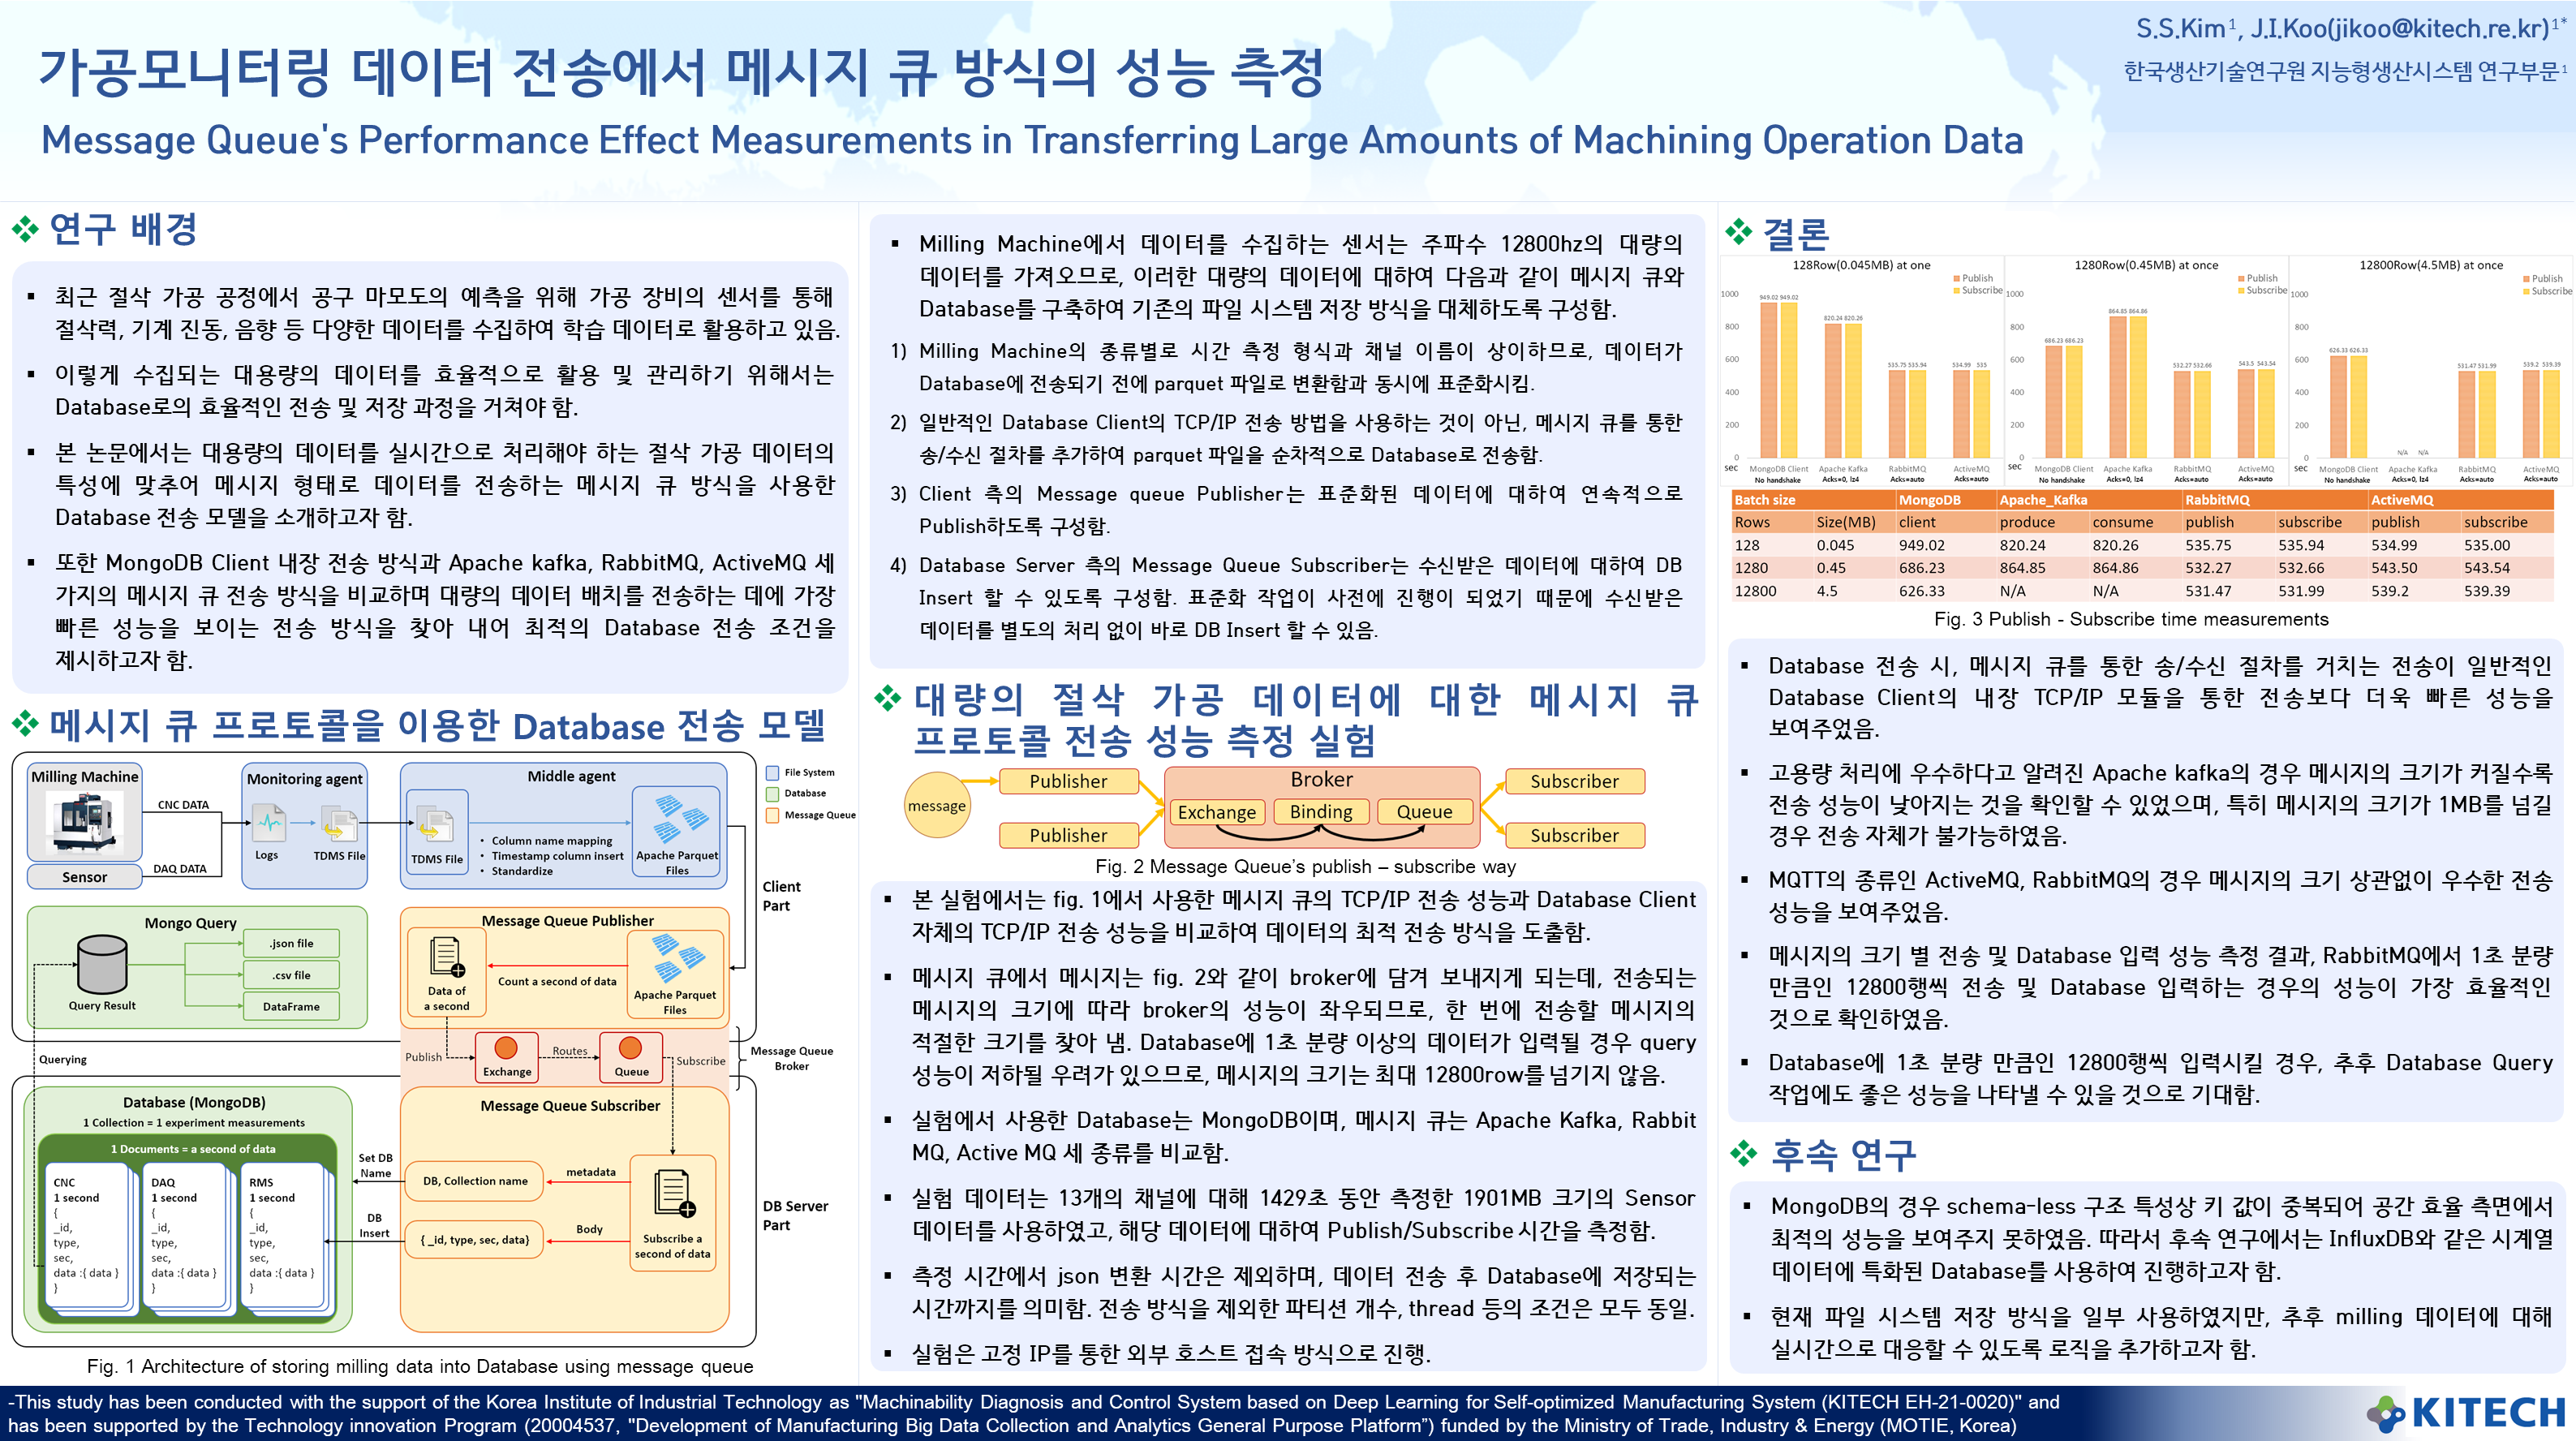 S.S.Kim¹, J.I.Koo(jikoo@kitech.re.kr)¹*
한국생산기술연구원 지능형생산시스템 연구부문¹
가공모니터링 데이터 전송에서 메시지 큐 방식의 성능 측정
Message Queue's Performance Effect Measurements in Transferring Large Amounts of Machining Operation Data
연구 배경
▪ 최근 절삭 가공 공정에서 공구 마모도의 예측을 위해 가공 장비의 센서를 통해
절삭력, 기계 진동, 음향 등 다양한 데이터를 수집하여 학습 데이터로 활용하고 있음.
▪ 이렇게 수집되는 대용량의 데이터를 효율적으로 활용 및 관리하기 위해서는
Database로의 효율적인 전송 및 저장 과정을 거쳐야 함.
▪ 본 논문에서는 대용량의 데이터를 실시간으로 처리해야 하는 절삭 가공 데이터의
특성에 맞추어 메시지 형태로 데이터를 전송하는 메시지 큐 방식을 사용한
Database 전송 모델을 소개하고자 함.
▪ 또한 MongoDB Client 내장 전송 방식과 Apache kafka, RabbitMQ, ActiveMQ 세
가지의 메시지 큐 전송 방식을 비교하며 대량의 데이터 배치를 전송하는 데에 가장
빠른 성능을 보이는 전송 방식을 찾아 내어 최적의 Database 전송 조건을
제시하고자 함.
메시지 큐 프로토콜을 이용한 Database 전송 모델
Milling Machine
Sensor
CNC DATA
DAQ DATA
Monitoring agent
Logs
TDMS File
Middle agent
TDMS File
• Column name mapping
• Timestamp column insert
• Standardize
Apache Parquet
Files
File System
Database
Message Queue
Client
Part
Mongo Query
Query Result
.json file
.csv file
DataFrame
Message Queue Publisher
Data of
a second
Count a second of data
Apache Parquet
Files
Querying
Publish
Exchange
Routes
Queue
Subscribe
Message Queue
Broker
Database (MongoDB)
1 Collection = 1 experiment measurements
1 Documents = a second of data
CNC
1 second
{
_id,
type,
sec,
data :{ data }
}
DAQ
1 second
{
_id,
type,
sec,
data :{ data }
}
RMS
1 second
{
_id,
type,
sec,
data :{ data }
}
Set DB
Name
DB
Insert
Message Queue Subscriber
DB, Collection name
metadata
{ _id, type, sec, data}
Body
Subscribe a
second of data
DB Server
Part
Fig. 1 Architecture of storing milling data into Database using message queue
▪ Milling Machine에서 데이터를 수집하는 센서는 주파수 12800hz의 대량의
데이터를 가져오므로, 이러한 대량의 데이터에 대하여 다음과 같이 메시지 큐와
Database를 구축하여 기존의 파일 시스템 저장 방식을 대체하도록 구성함.
1) Milling Machine의 종류별로 시간 측정 형식과 채널 이름이 상이하므로, 데이터가
Database에 전송되기 전에 parquet 파일로 변환함과 동시에 표준화시킴.
2) 일반적인 Database Client의 TCP/IP 전송 방법을 사용하는 것이 아닌, 메시지 큐를 통한
송/수신 절차를 추가하여 parquet 파일을 순차적으로 Database로 전송함.
3) Client 측의 Message queue Publisher는 표준화된 데이터에 대하여 연속적으로
Publish하도록 구성함.
4) Database Server 측의 Message Queue Subscriber는 수신받은 데이터에 대하여 DB
Insert 할 수 있도록 구성함. 표준화 작업이 사전에 진행이 되었기 때문에 수신받은
데이터를 별도의 처리 없이 바로 DB Insert 할 수 있음.
대량의 절삭 가공 데이터에 대한 메시지 큐
프로토콜 전송 성능 측정 실험
message
Publisher
Publisher
Broker
Exchange
Binding
Queue
Subscriber
Subscriber
Fig. 2 Message Queue’s publish – subscribe way
▪ 본 실험에서는 fig. 1에서 사용한 메시지 큐의 TCP/IP 전송 성능과 Database Client
자체의 TCP/IP 전송 성능을 비교하여 데이터의 최적 전송 방식을 도출함.
▪ 메시지 큐에서 메시지는 fig. 2와 같이 broker에 담겨 보내지게 되는데, 전송되는
메시지의 크기에 따라 broker의 성능이 좌우되므로, 한 번에 전송할 메시지의
적절한 크기를 찾아 냄. Database에 1초 분량 이상의 데이터가 입력될 경우 query
성능이 저하될 우려가 있으므로, 메시지의 크기는 최대 12800row를 넘기지 않음.
▪ 실험에서 사용한 Database는 MongoDB이며, 메시지 큐는 Apache Kafka, Rabbit
MQ, Active MQ 세 종류를 비교함.
▪ 실험 데이터는 13개의 채널에 대해 1429초 동안 측정한 1901MB 크기의 Sensor
데이터를 사용하였고, 해당 데이터에 대하여 Publish/Subscribe 시간을 측정함.
▪ 측정 시간에서 json 변환 시간은 제외하며, 데이터 전송 후 Database에 저장되는
시간까지를 의미함. 전송 방식을 제외한 파티션 개수, thread 등의 조건은 모두 동일.
▪ 실험은 고정 IP를 통한 외부 호스트 접속 방식으로 진행.
결론
128Row(0.045MB) at one
Publish
Subscribe
1000
800
600
400
200
0
sec
949.02 949.02
820.24 820.26
535.75 535.94
534.99 535
MongoDB Client Apache Kafka RabbitMQ ActiveMQ
No handshake Acks=0, lz4 Acks=auto Acks=auto
1280Row(0.45MB) at once
Publish
Subscribe
1000
800
600
400
200
0
sec
686.23 686.23
864.85 864.86
532.27 532.66
543.5 543.54
MongoDB Client Apache Kafka RabbitMQ ActiveMQ
No handshake Acks=0, lz4 Acks=auto Acks=auto
12800Row(4.5MB) at once
Publish
Subscribe
1000
800
600
400
200
0
sec
626.33 626.33
N/A N/A
531.47 531.99
539.2 539.39
MongoDB Client Apache Kafka RabbitMQ ActiveMQ
No handshake Acks=0, lz4 Acks=auto Acks=auto
Batch size MongoDB Apache_Kafka RabbitMQ ActiveMQ
Rows Size(MB) client produce consume publish subscribe publish subscribe
128 0.045 949.02 820.24 820.26 535.75 535.94 534.99 535.00
1280 0.45 686.23 864.85 864.86 532.27 532.66 543.50 543.54
12800 4.5 626.33 N/A N/A 531.47 531.99 539.2 539.39
Fig. 3 Publish - Subscribe time measurements
▪ Database 전송 시, 메시지 큐를 통한 송/수신 절차를 거치는 전송이 일반적인
Database Client의 내장 TCP/IP 모듈을 통한 전송보다 더욱 빠른 성능을
보여주었음.
▪ 고용량 처리에 우수하다고 알려진 Apache kafka의 경우 메시지의 크기가 커질수록
전송 성능이 낮아지는 것을 확인할 수 있었으며, 특히 메시지의 크기가 1MB를 넘길
경우 전송 자체가 불가능하였음.
▪ MQTT의 종류인 ActiveMQ, RabbitMQ의 경우 메시지의 크기 상관없이 우수한 전송
성능을 보여주었음.
▪ 메시지의 크기 별 전송 및 Database 입력 성능 측정 결과, RabbitMQ에서 1초 분량
만큼인 12800행씩 전송 및 Database 입력하는 경우의 성능이 가장 효율적인
것으로 확인하였음.
▪ Database에 1초 분량 만큼인 12800행씩 입력시킬 경우, 추후 Database Query
작업에도 좋은 성능을 나타낼 수 있을 것으로 기대함.
후속 연구
▪ MongoDB의 경우 schema-less 구조 특성상 키 값이 중복되어 공간 효율 측면에서
최적의 성능을 보여주지 못하였음. 따라서 후속 연구에서는 InfluxDB와 같은 시계열
데이터에 특화된 Database를 사용하여 진행하고자 함.
▪ 현재 파일 시스템 저장 방식을 일부 사용하였지만, 추후 milling 데이터에 대해
실시간으로 대응할 수 있도록 로직을 추가하고자 함.
-This study has been conducted with the support of the Korea Institute of Industrial Technology as "Machinability Diagnosis and Control System based on Deep Learning for Self-optimized Manufacturing System (KITECH EH-21-0020)" and
has been supported by the Technology innovation Program (20004537, "Development of Manufacturing Big Data Collection and Analytics General Purpose Platform”) funded by the Ministry of Trade, Industry & Energy (MOTIE, Korea)
KITECH